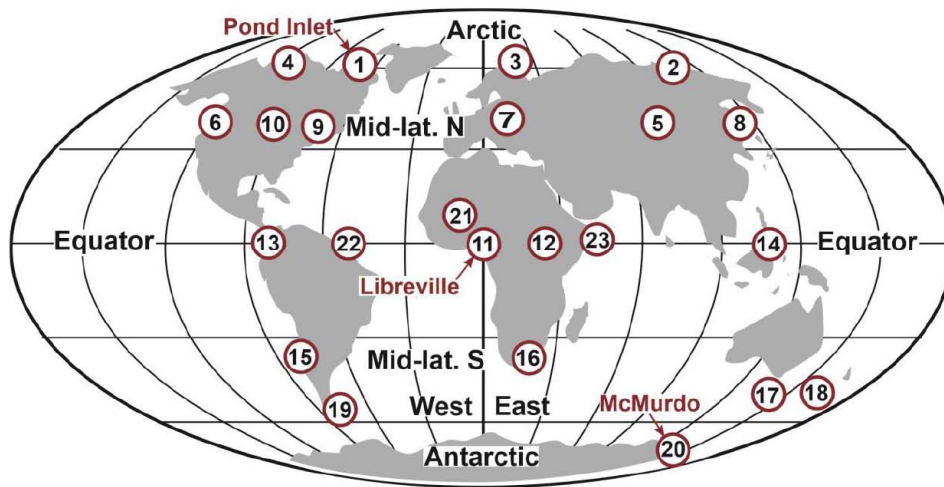 Pond Inlet
Arctic
4
1
3
2
6
10
9
Mid-lat. N
7
5
8
21
Equator
13
22
11
12
23
14
Equator
Libreville
15
Mid-lat. S
16
19
West
East
McMurdo
17
18
20
Antarctic